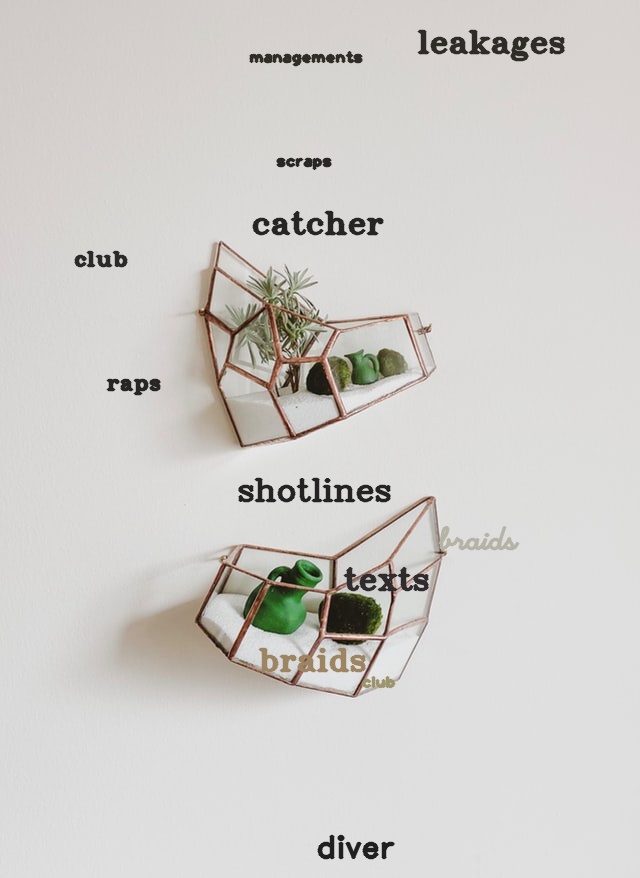 leakages
managements
scraps
catcher
club
raps
shotlines
braids
texts
braids
club
diver